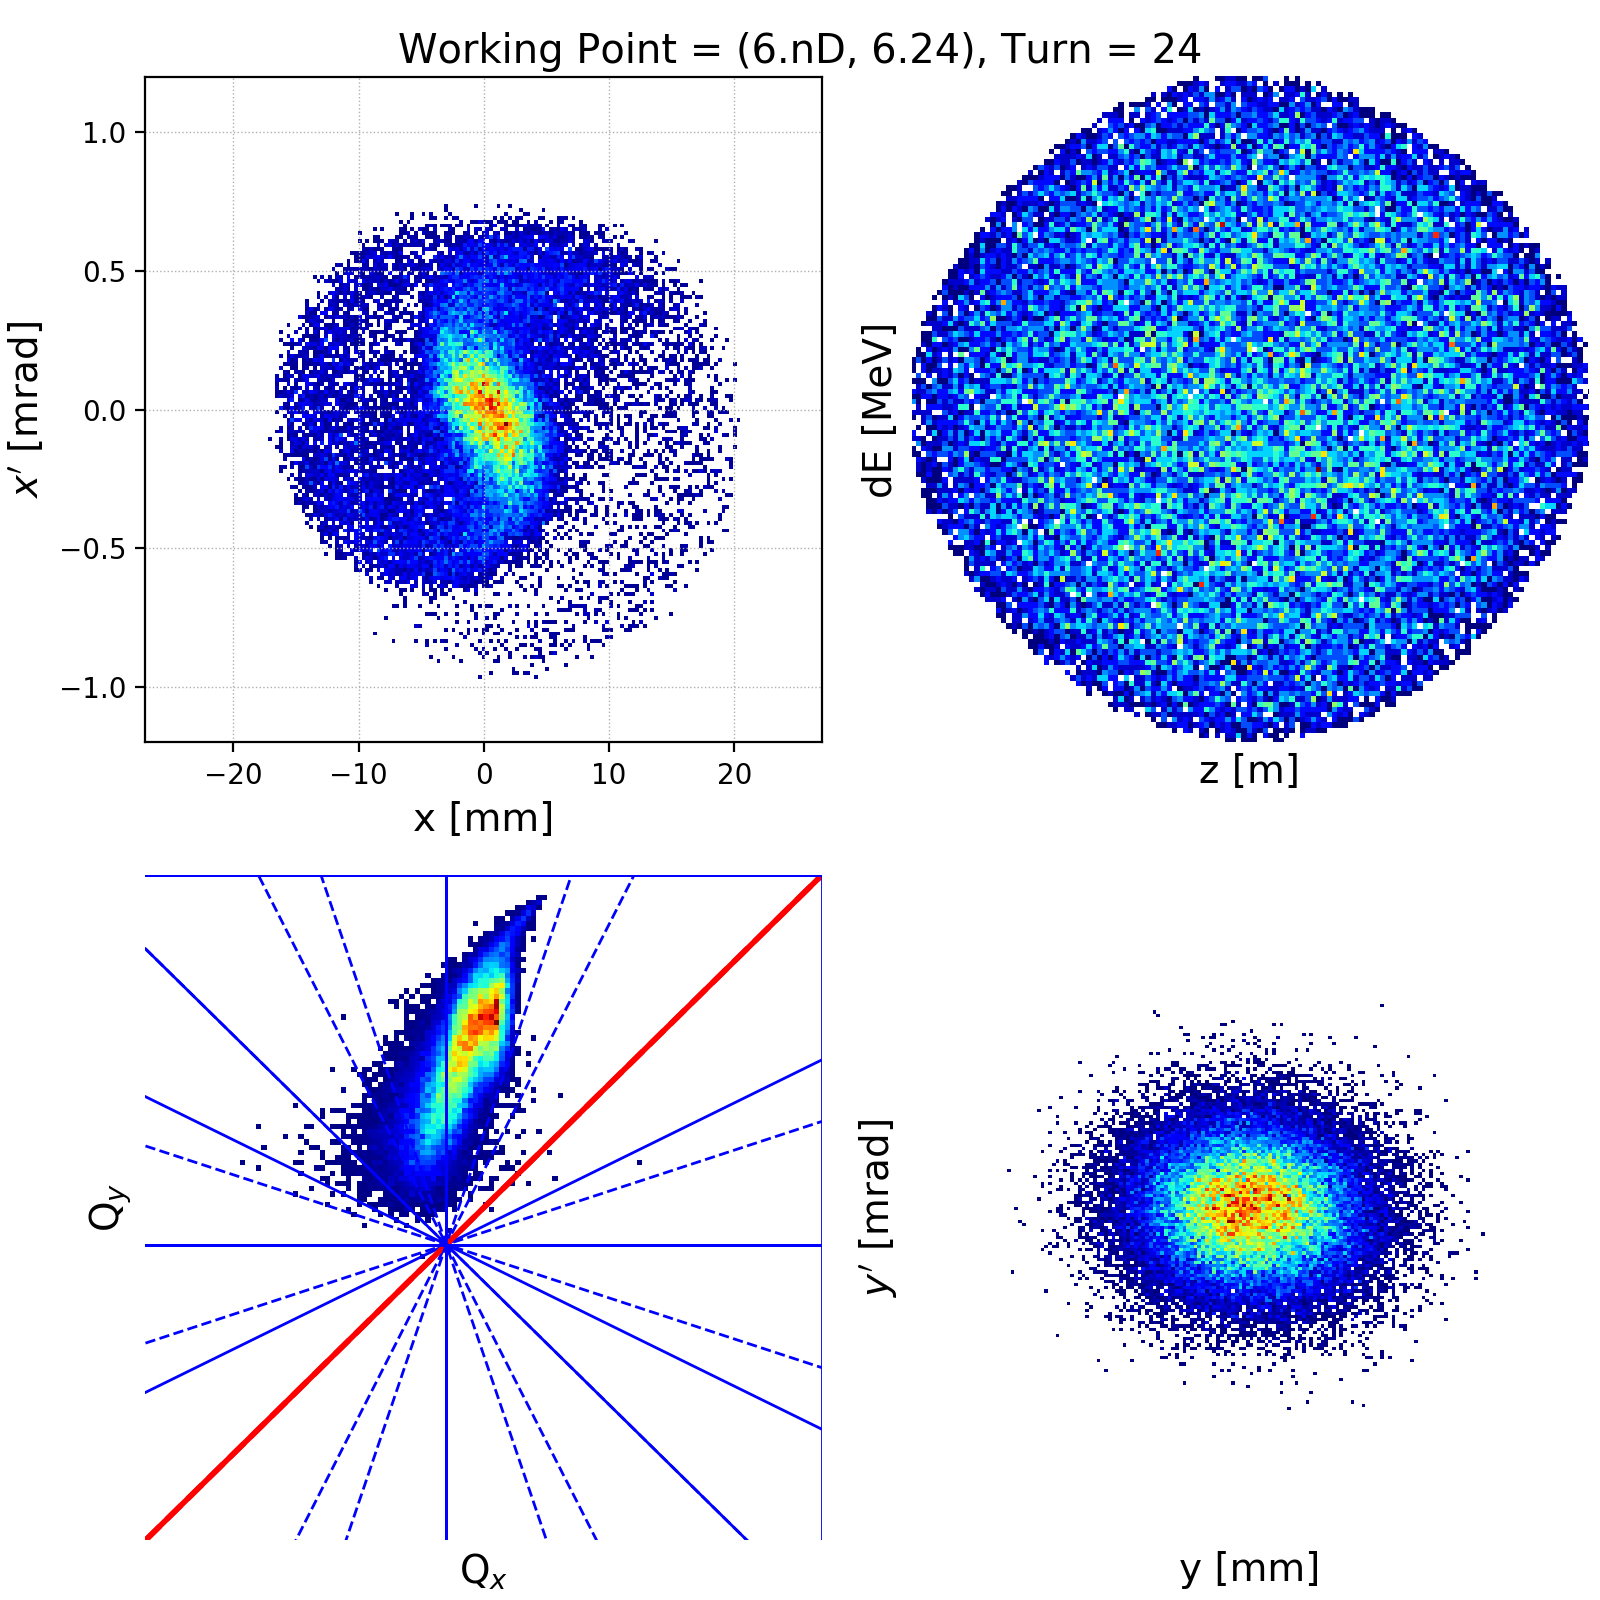 Working Point = (6.nD, 6.24), Turn = 24
1.0
0.5
0.0
−0.5
−1.0
x′ [mrad]
−20 −10 0 10 20
x [mm]
dE [MeV]
z [m]
Qy
Qx
y′ [mrad]
y [mm]